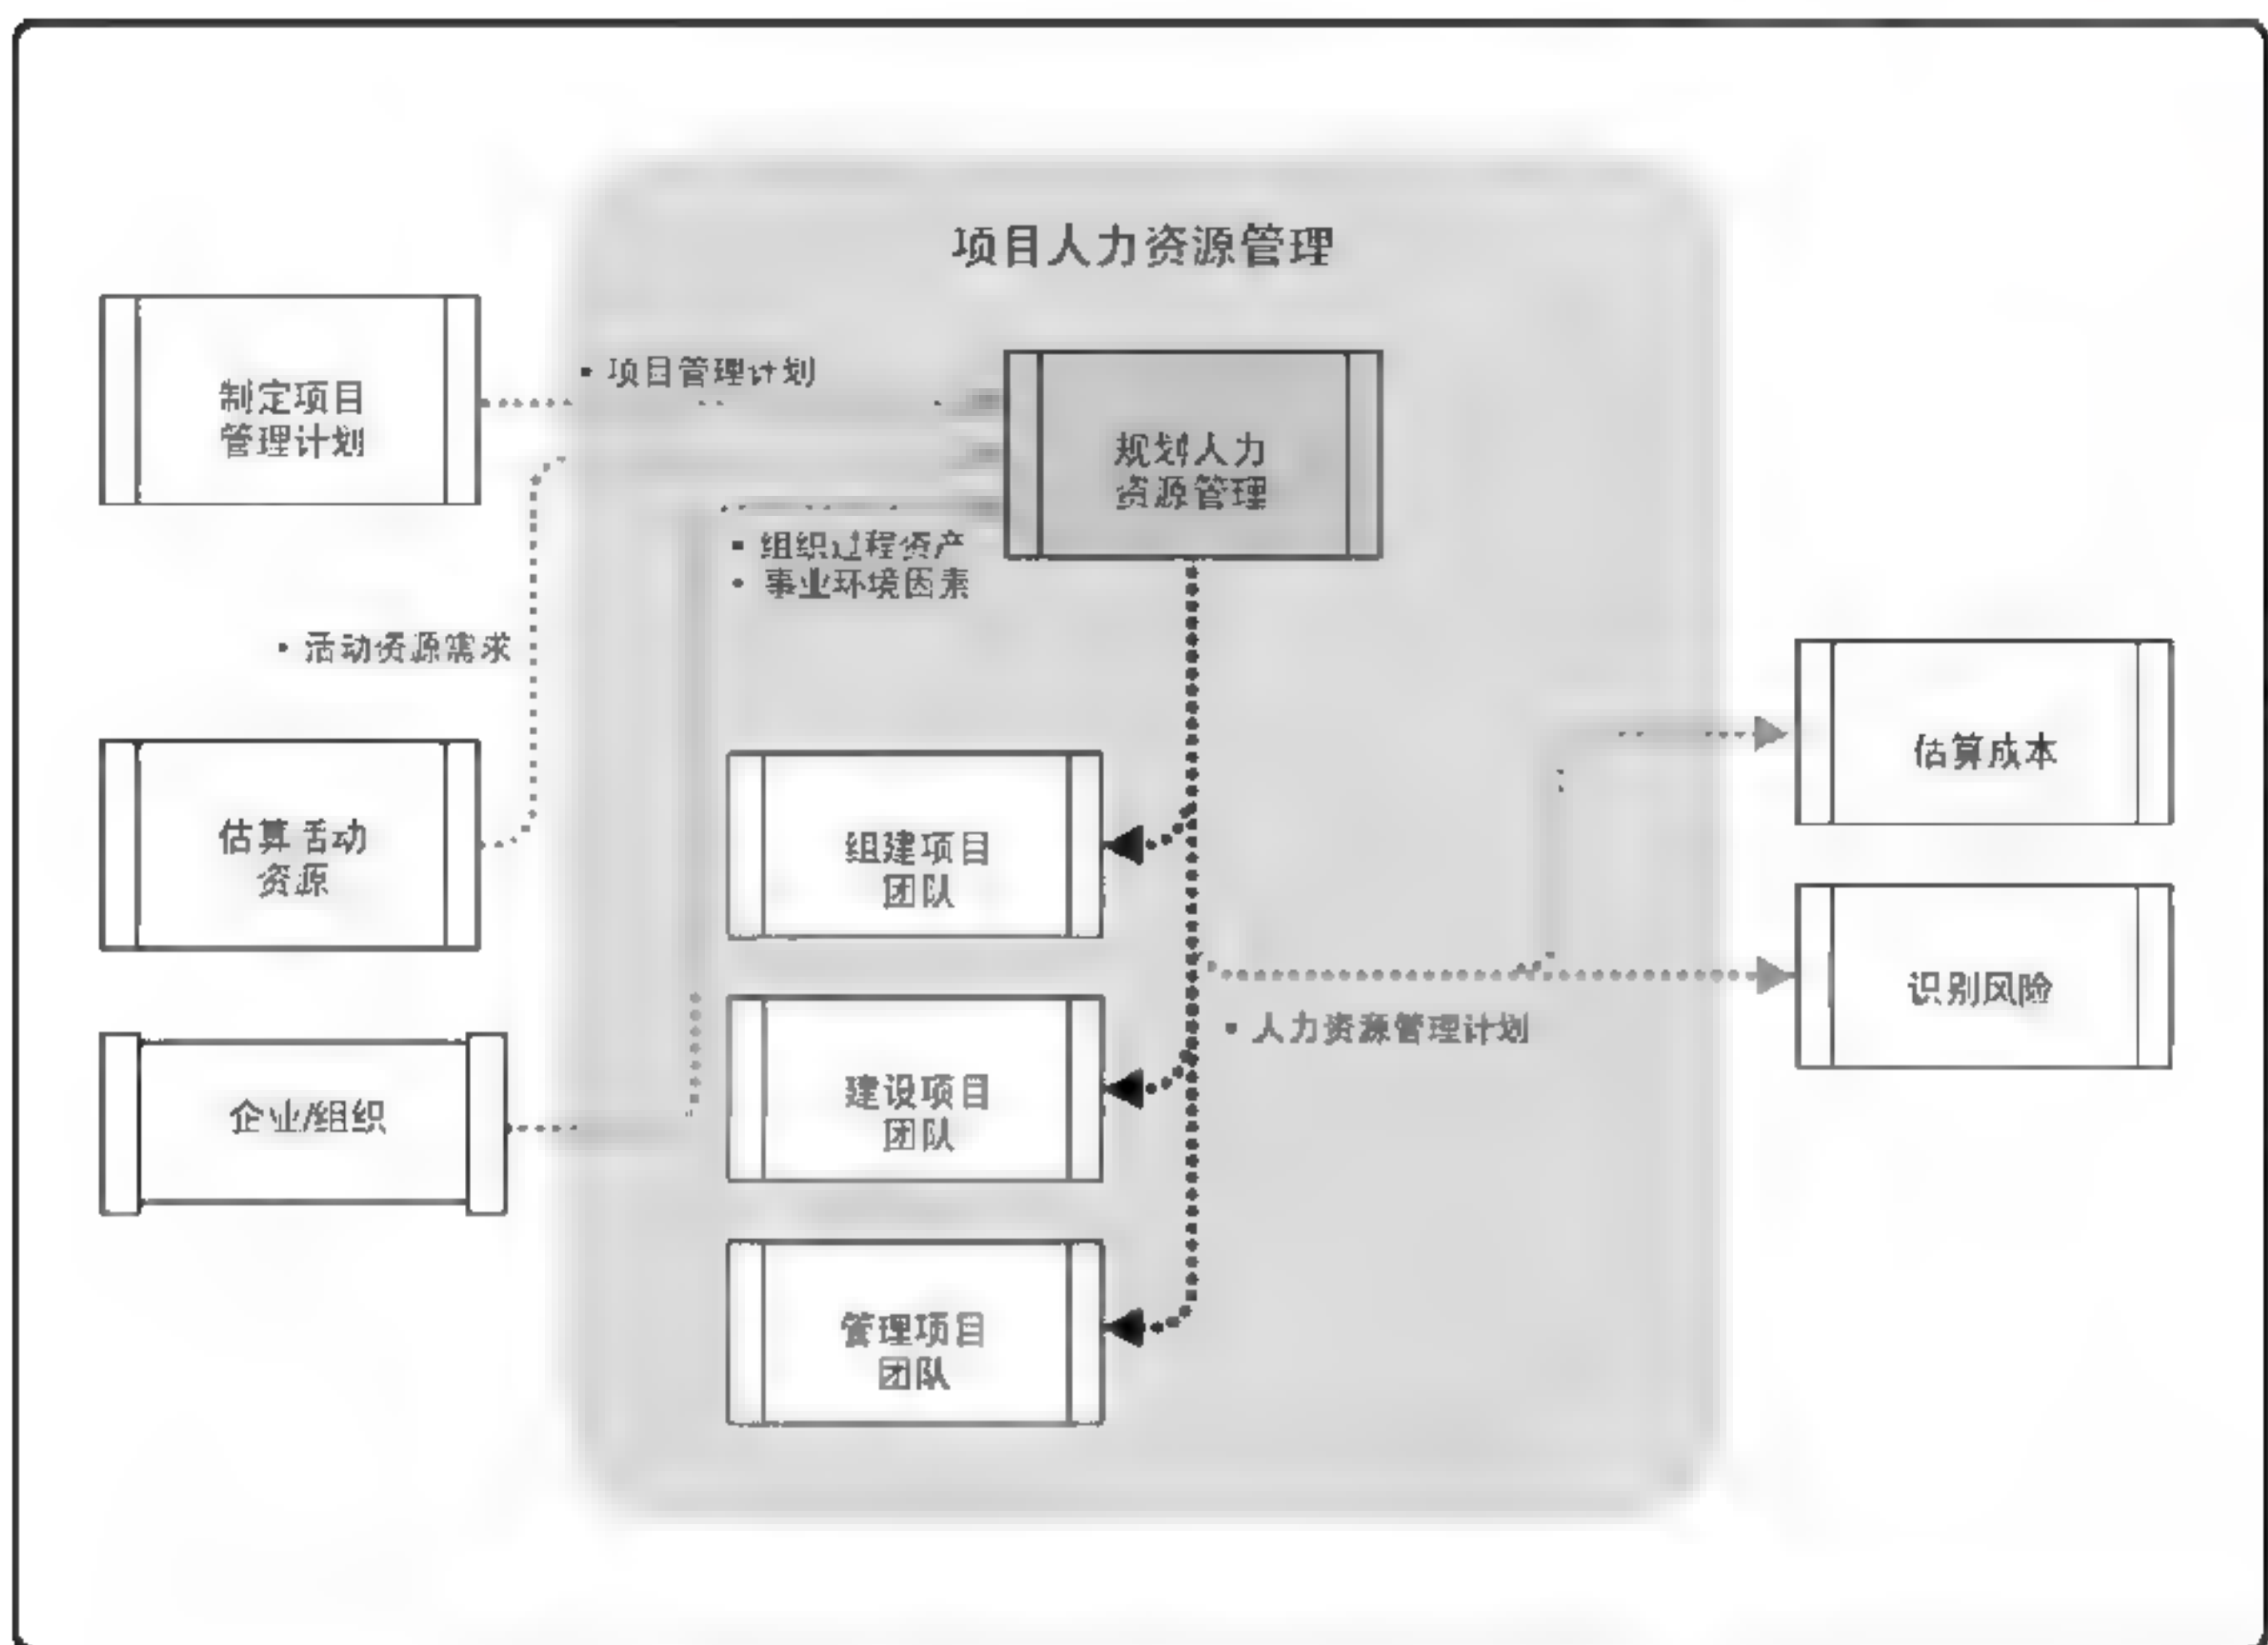 项目人力资源管理
制定项目
管理计划
• 项目管理计划
规划人力
资源管理
▪ 组织过程资产
• 事业环境因素
• 活动资源需求
估算活动
资源
企业/组织
组建项目
团队
建设项目
团队
管理项目
团队
• 人力资源管理计划
估算成本
识别风险